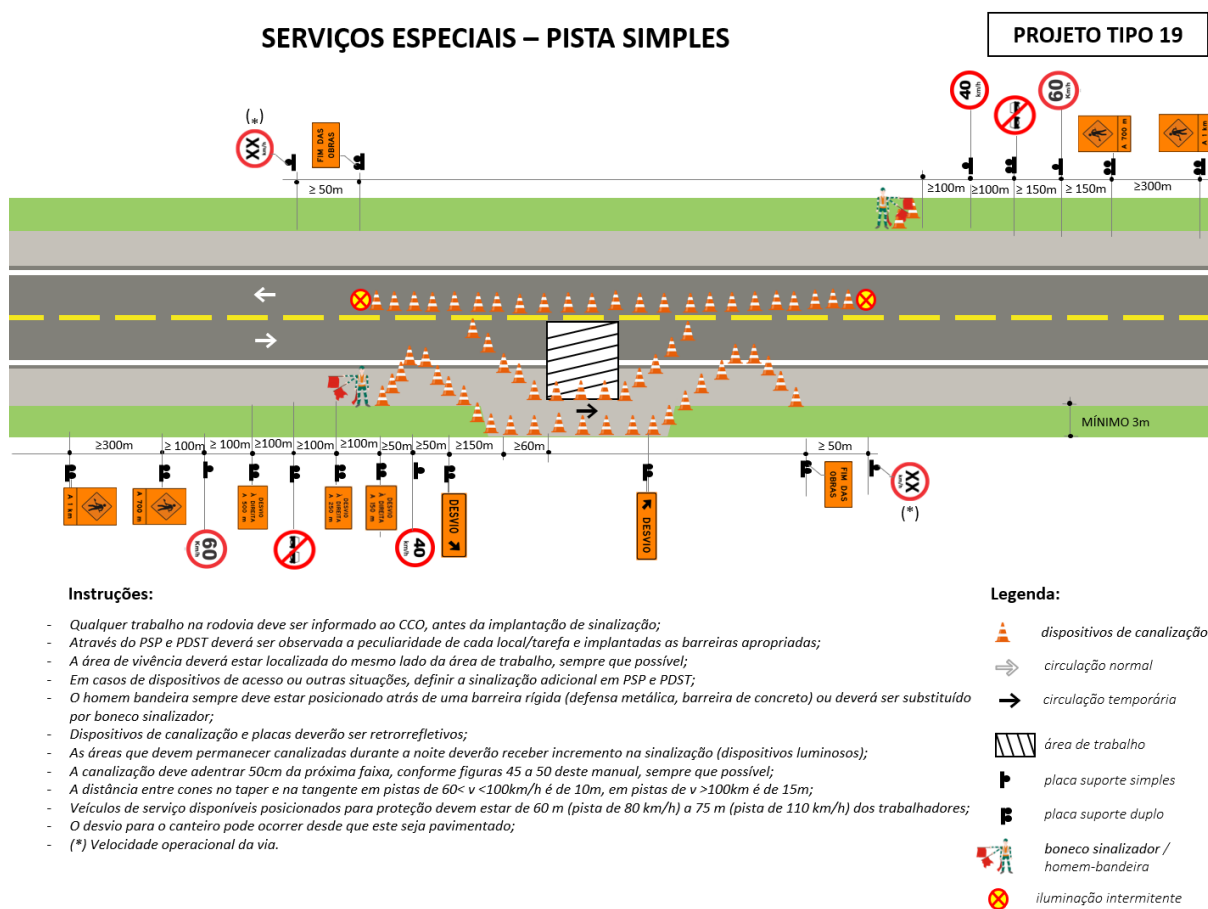 SERVIÇOS ESPECIAIS – PISTA SIMPLES
PROJETO TIPO 19
(*)
XX km/h
FIM DAS OBRAS
40 km/h
60 Km/h
A 700 m
A 1 km
≥ 50m
≥100m
≥100m
≥ 150m
≥ 150m
≥300m
MÍNIMO 3m
≥300m
≥ 100m
≥ 100m
≥100m
≥100m
≥100m
≥50m
≥50m
≥150m
≥60m
≥ 50m
A 1 km
A 700 m
60 Km/h
DESVIO À DIREITA A 500 m
DESVIO À DIREITA A 250 m
DESVIO À DIREITA A 150 m
40 km/h
DESVIO
DESVIO
FIM DAS OBRAS
XX km/h
(*)
Instruções:
- Qualquer trabalho na rodovia deve ser informado ao CCO, antes da implantação de sinalização;
- Através do PSP e PDST deverá ser observada a peculiaridade de cada local/tarefa e implantadas as barreiras apropriadas;
- A área de vivência deverá estar localizada do mesmo lado da área de trabalho, sempre que possível;
- Em casos de dispositivos de acesso ou outras situações, definir a sinalização adicional em PSP e PDST;
- O homem bandeira sempre deve estar posicionado atrás de uma barreira rígida (defensa metálica, barreira de concreto) ou deverá ser substituído
por boneco sinalizador;
- Dispositivos de canalização e placas deverão ser retrorrefletivos;
- As áreas que devem permanecer canalizadas durante a noite deverão receber incremento na sinalização (dispositivos luminosos);
- A canalização deve adentrar 50cm da próxima faixa, conforme figuras 45 a 50 deste manual, sempre que possível;
- A distância entre cones no taper e na tangente em pistas de 60< v <100km/h é de 10m, em pistas de v >100km é de 15m;
- Veículos de serviço disponíveis posicionados para proteção devem estar de 60 m (pista de 80 km/h) a 75 m (pista de 110 km/h) dos trabalhadores;
- O desvio para o canteiro pode ocorrer desde que este seja pavimentado;
- (*) Velocidade operacional da via.
Legenda:
dispositivos de canalização
circulação normal
circulação temporária
área de trabalho
placa suporte simples
placa suporte duplo
boneco sinalizador /
homem-bandeira
iluminação intermitente